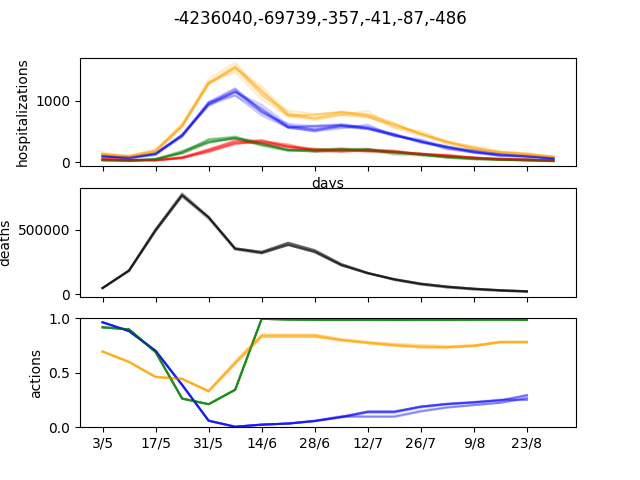 -4236040,-69739,-357,-41,-87,-486
hospitalizations
1000
0
days
deaths
500000
0
actions
1.0
0.5
0.0
3/5 17/5 31/5 14/6 28/6 12/7 26/7 9/8 23/8